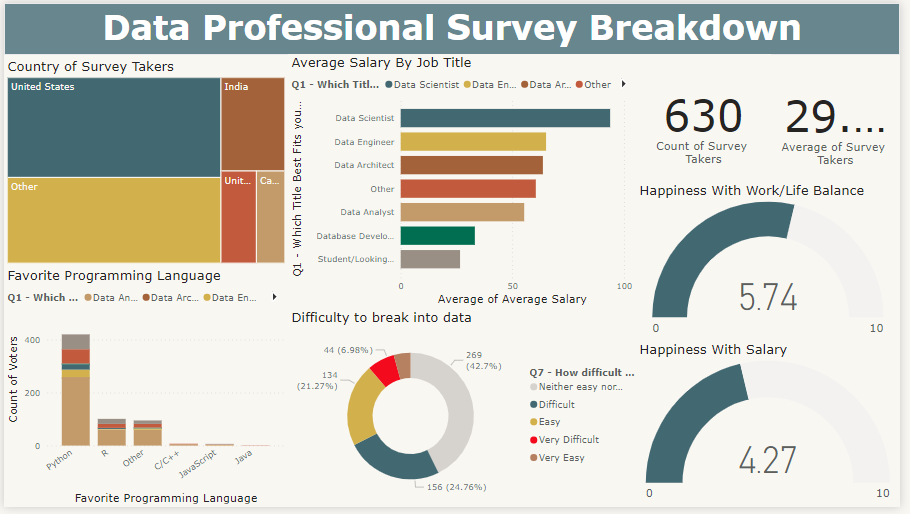 Data Professional Survey Breakdown
Country of Survey Takers
United States
India
Other
Unit...
Ca...
Average Salary By Job Title
Q1 - Which Titl... Data Scientist Data En... Data Ar... Other
Q1 - Which Title Best Fits you...
Data Scientist
Data Engineer
Data Architect
Other
Data Analyst
Database Develo...
Student/Looking...
0 50 100
Average of Average Salary
630
Count of Survey
Takers
29....
Average of Survey
Takers
Happiness With Work/Life Balance
5.74
0 10
Favorite Programming Language
Q1 - Which ... Data An... Data Arc... Data En...
Count of Voters
400
200
0
Python
R
Other
C/C++
JavaScript
Java
Favorite Programming Language
Difficulty to break into data
44 (6.98%)
269
(42.7%)
134
(21.27%)
156 (24.76%)
Q7 - How difficult ...
Neither easy nor...
Difficult
Easy
Very Difficult
Very Easy
Happiness With Salary
4.27
0 10